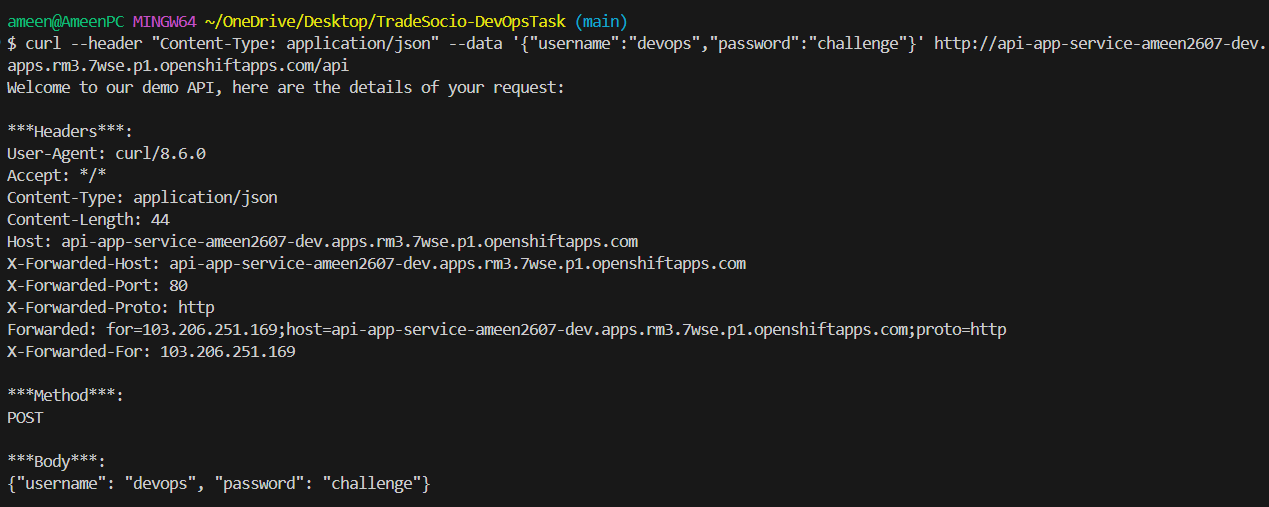 ameen@AmeenPC MINGW64 ~/OneDrive/Desktop/TradeSocio-DevOpsTask (main)
$ curl --header "Content-Type: application/json" --data '{"username":"devops","password":"challenge"}' http://api-app-service-ameen2607-dev.
apps.rm3.7wse.p1.openshiftapps.com/api
Welcome to our demo API, here are the details of your request:

***Headers***:
User-Agent: curl/8.6.0
Accept: */*
Content-Type: application/json
Content-Length: 44
Host: api-app-service-ameen2607-dev.apps.rm3.7wse.p1.openshiftapps.com
X-Forwarded-Host: api-app-service-ameen2607-dev.apps.rm3.7wse.p1.openshiftapps.com
X-Forwarded-Port: 80
X-Forwarded-Proto: http
Forwarded: for=103.206.251.169;host=api-app-service-ameen2607-dev.apps.rm3.7wse.p1.openshiftapps.com;proto=http
X-Forwarded-For: 103.206.251.169

***Method***:
POST

***Body***:
{"username": "devops", "password": "challenge"}